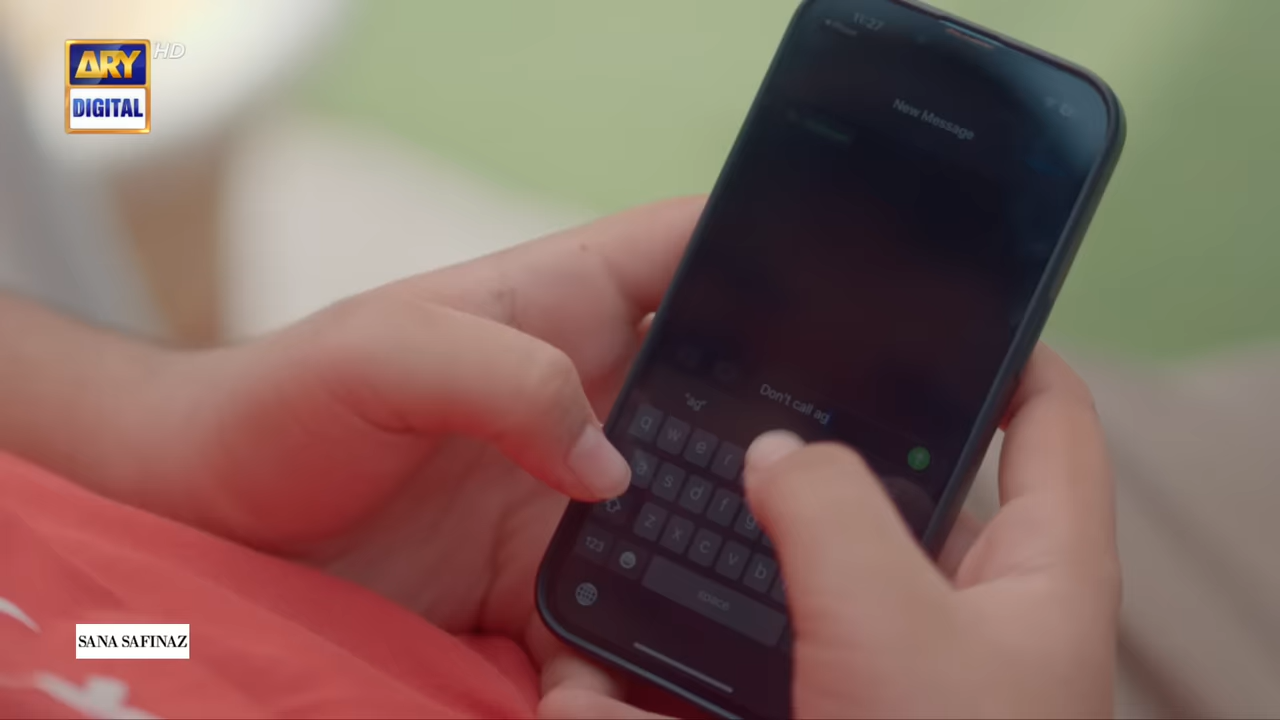 ARY HD
DIGITAL
11:27
New Message
Don't call ag
"ag"
q w e r
a s d f g
z x c v b
123
space
SANA SAFINAZ